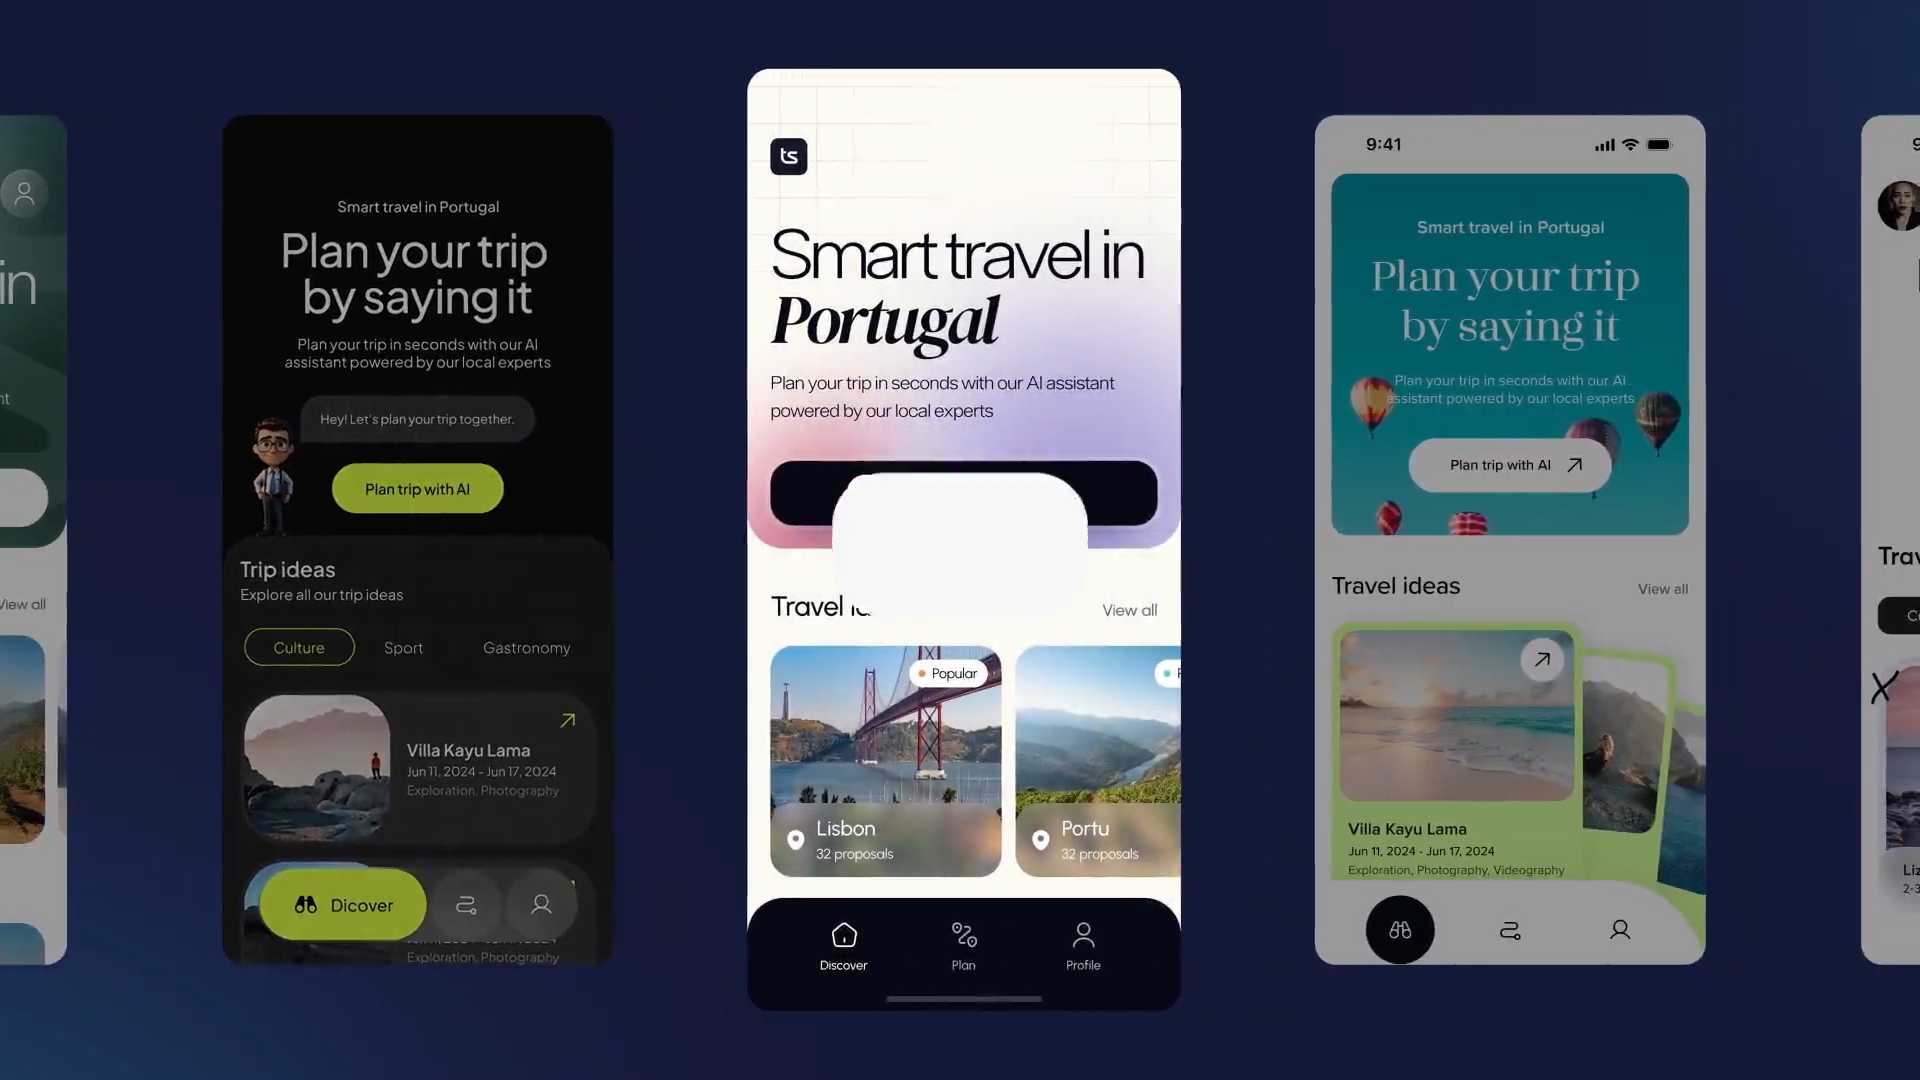 in
nt
View all
Smart travel in Portugal
Plan your trip
by saying it
Plan your trip in seconds with our AI
assistant powered by our local experts
Hey! Let's plan your trip together.
Plan trip with AI
Trip ideas
Explore all our trip ideas
Culture
Sport
Gastronomy
Villa Kayu Lama
Jun 11, 2024 - Jun 17, 2024
Exploration, Photography
Dicover
Exploration, Photography
ts
Smart travel in
Portugal
Plan your trip in seconds with our AI assistant
powered by our local experts
Travel
View all
Popular
Lisbon
32 proposals
Portu
32 proposals
Discover
Plan
Profile
9:41
Smart travel in Portugal
Plan your trip
by saying it
Plan your trip in seconds with our AI
assistant powered by our local experts
Plan trip with AI
Travel ideas
View all
Villa Kayu Lama
Jun 11, 2024 - Jun 17, 2024
Exploration, Photography, Videography
9
Trav
Liz
2-3